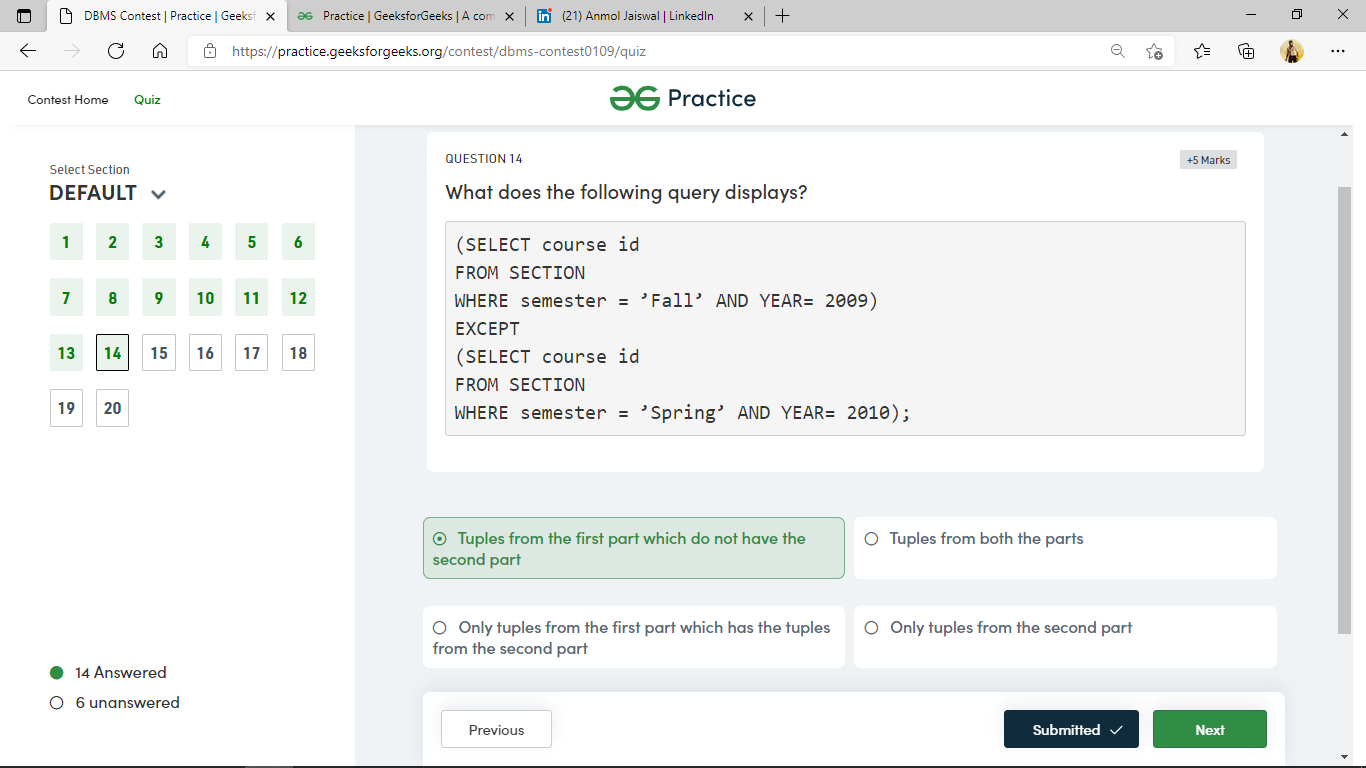 DBMS Contest | Practice | Geeksf
Practice | GeeksforGeeks | A com
(21) Anmol Jaiswal | LinkedIn
https://practice.geeksforgeeks.org/contest/dbms-contest0109/quiz
Contest Home
Quiz
Practice
Select Section
DEFAULT
1 2 3 4 5 6
7 8 9 10 11 12
13 14 15 16 17 18
19 20
14 Answered
6 unanswered
QUESTION 14
+5 Marks
What does the following query displays?
(SELECT course id
FROM SECTION
WHERE semester = ’Fall’ AND YEAR= 2009)
EXCEPT
(SELECT course id
FROM SECTION
WHERE semester = ’Spring’ AND YEAR= 2010);
Tuples from the first part which do not have the
second part
Tuples from both the parts
Only tuples from the first part which has the tuples
from the second part
Only tuples from the second part
Previous
Submitted
Next